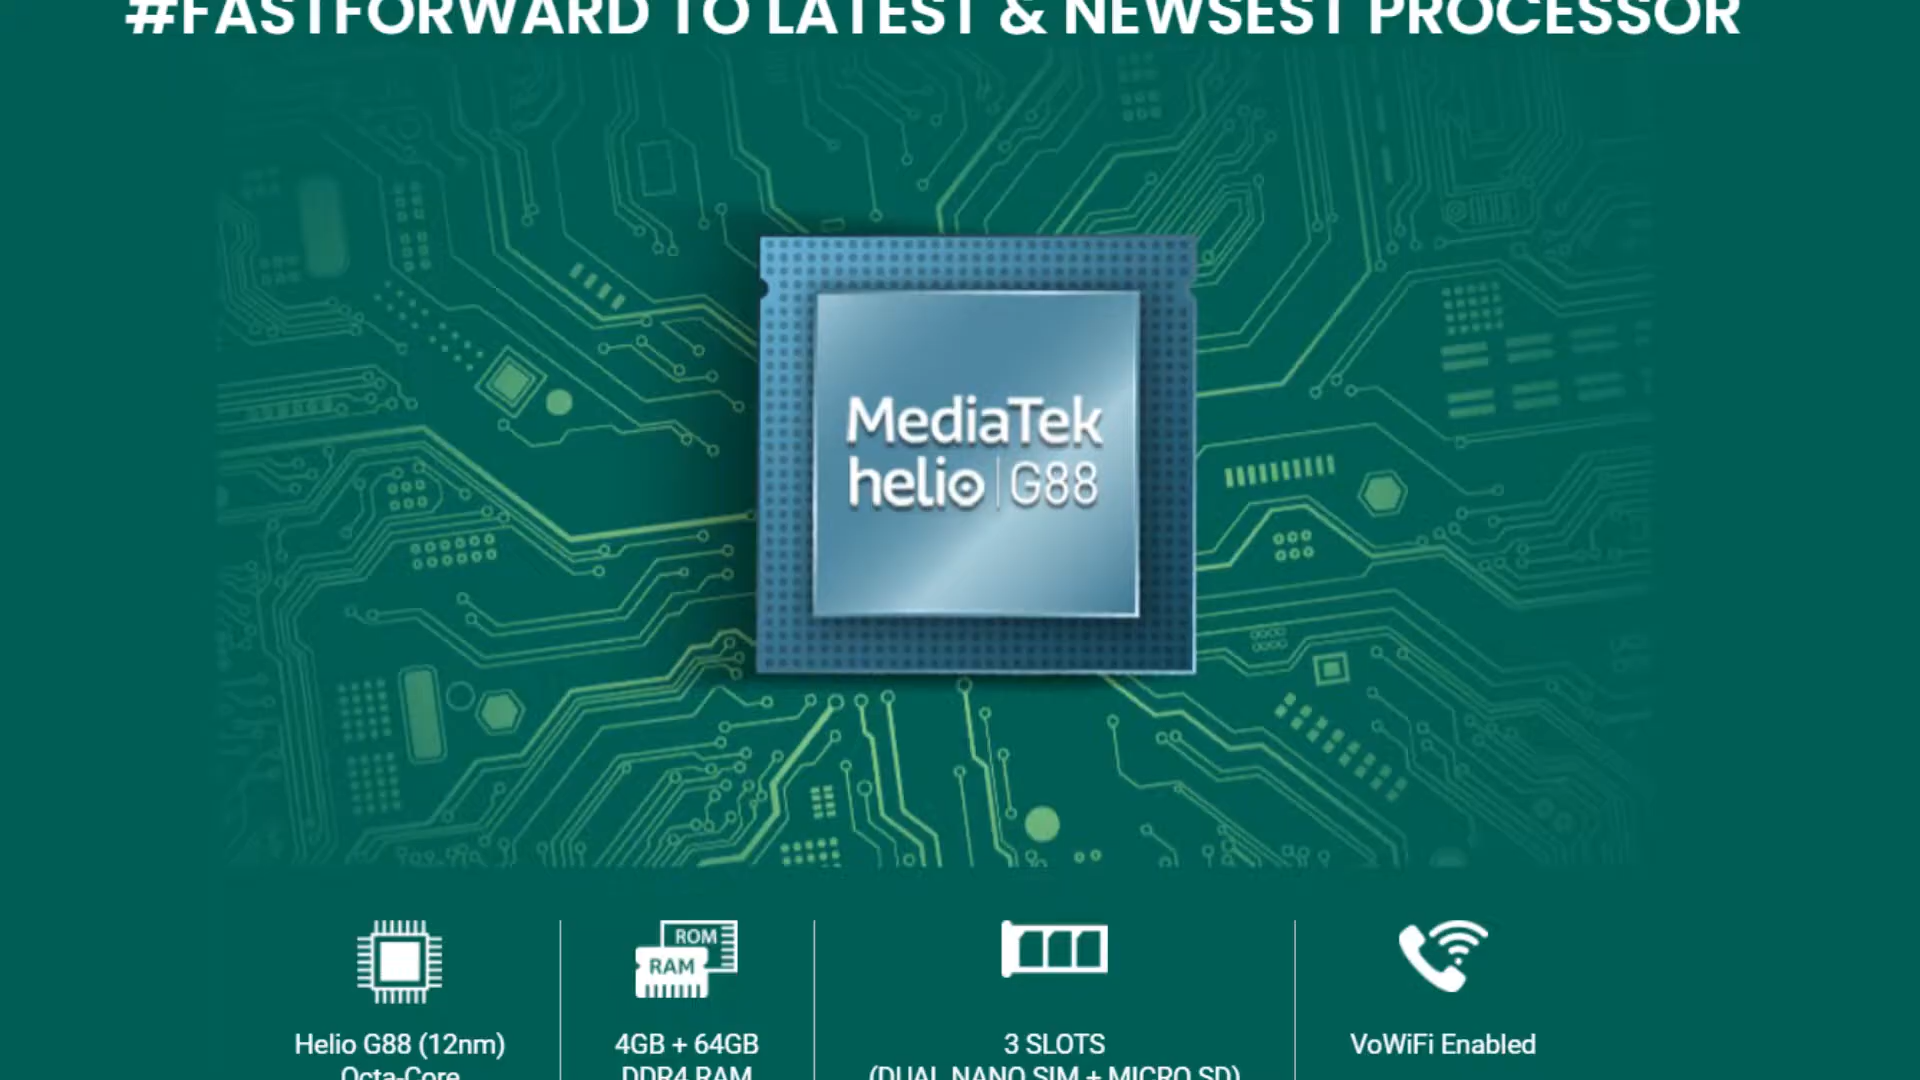 #FASTFORWARD TO LATEST & NEWSEST PROCESSOR
MediaTek
helio | G88
ROM
RAM
Helio G88 (12nm)
Octa-Core
4GB + 64GB
DDR4 RAM
3 SLOTS
(DUAL NANO SIM + MICRO SD)
VoWiFi Enabled